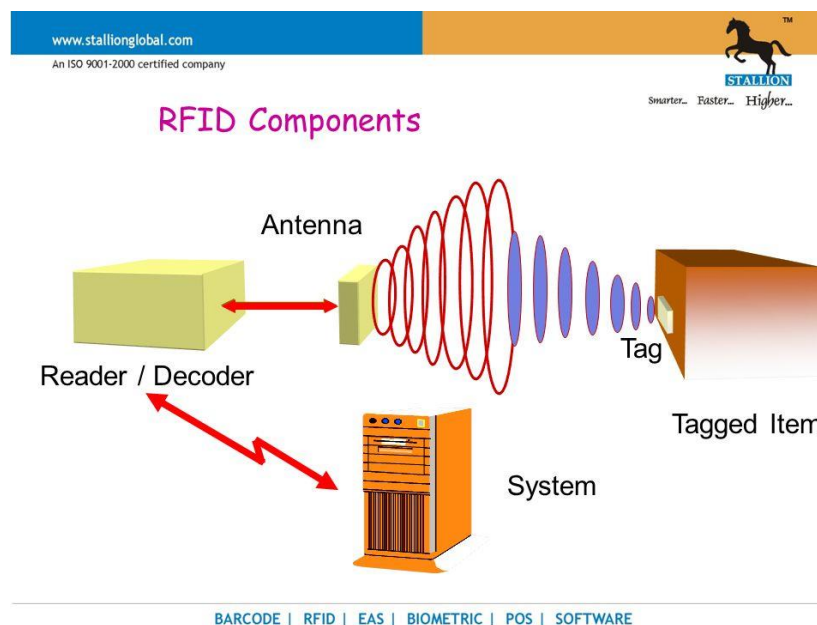 www.stallionglobal.com
An ISO 9001-2000 certified company
TM
STALLION
Smarter... Faster... Higher...
RFID Components
Antenna
Tag
Reader / Decoder
Tagged Item
System
BARCODE | RFID | EAS | BIOMETRIC | POS | SOFTWARE